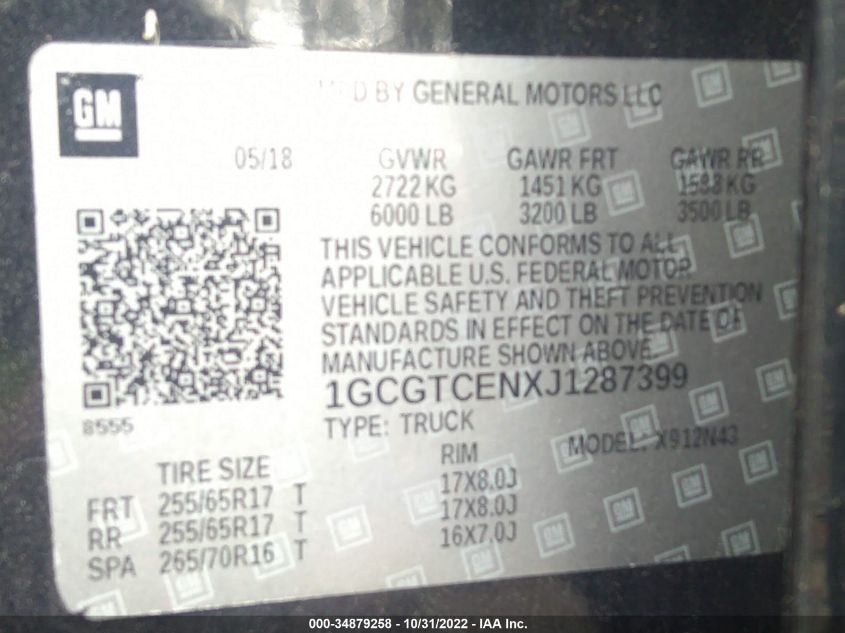 GM
MFD BY GENERAL MOTORS LLC
05/18 GVWR GAWR FRT GAWR RR
2722 KG 1451 KG 1588 KG
6000 LB 3200 LB 3500 LB
THIS VEHICLE CONFORMS TO ALL
APPLICABLE U.S. FEDERAL MOTOR
VEHICLE SAFETY AND THEFT PREVENTION
STANDARDS IN EFFECT ON THE DATE OF
MANUFACTURE SHOWN ABOVE.
1GCGTCENXJ1287399
8555
TYPE: TRUCK MODEL: X912N43
TIRE SIZE RIM
FRT 255/65R17 T 17X8.0J
RR 255/65R17 T 17X8.0J
SPA 265/70R16 T 16X7.0J
000-34879258 - 10/31/2022 - IAA Inc.